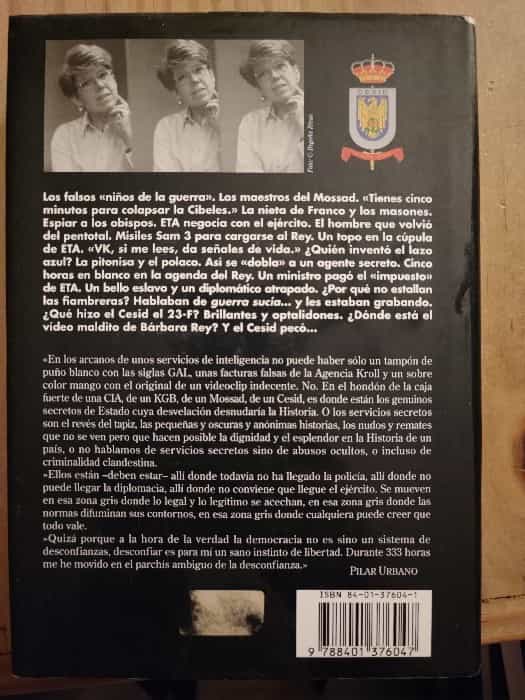 CESID
Foto: C. Espeso Ziriza
Los falsos «niños de la guerra». Los maestros del Mossad. «Tienes cinco
minutos para colapsar la Cibeles.» La nieta de Franco y los masones.
Espiar a los obispos. ETA negocia con el ejército. El hombre que volvió
del pentotal. Misiles Sam 3 para cargarse al Rey. Un topo en la cúpula
de ETA. «VK, si me lees, da señales de vida.» ¿Quién inventó el lazo
azul? La pitonisa y el polaco. Así se «dobla» a un agente secreto. Cinco
horas en blanco en la agenda del Rey. Un ministro pagó el «impuesto»
de ETA. Un bello eslavo y un diplomático atrapado. ¿Por qué no estallan
las fiambreras? Hablaban de guerra sucia... y les estaban grabando.
¿Qué hizo el Cesid el 23-F? Brillantes y optalidones. ¿Dónde está el
vídeo maldito de Bárbara Rey? Y el Cesid pecó...
«En los arcanos de unos servicios de inteligencia no puede haber sólo un tampón de
puño blanco con las siglas GAL, unas facturas falsas de la Agencia Kroll y un sobre
color mango con el original de un videoclip indecente. No. En el hondón de la caja
fuerte de una CIA, de un KGB, de un Mossad, de un Cesid, es donde están los genuinos
secretos de Estado cuya desvelación desnudaría la Historia. O los servicios secretos
son el revés del tapiz, las pequeñas y oscuras y anónimas historias, los nudos y remates
que no se ven pero que hacen posible la dignidad y el esplendor en la Historia de un
país, o no hablamos de servicios secretos sino de abusos ocultos, o incluso de
criminalidad clandestina.
»Ellos están –deben estar– allí donde todavía no ha llegado la policía, allí donde no
puede llegar la diplomacia, allí donde no conviene que llegue el ejército. Se mueven
en esa zona gris donde lo legal y lo legítimo se acechan, en esa zona gris donde las
normas difuminan sus contornos, en esa zona gris donde cualquiera puede creer que
todo vale.
»Quizá porque a la hora de la verdad la democracia no es sino un sistema de
desconfianzas, desconfiar es para mí un sano instinto de libertad. Durante 333 horas
me he movido en el parchís ambiguo de la desconfianza.»
PILAR URBANO
ISBN 84-01-37604-1
9 788401 376047